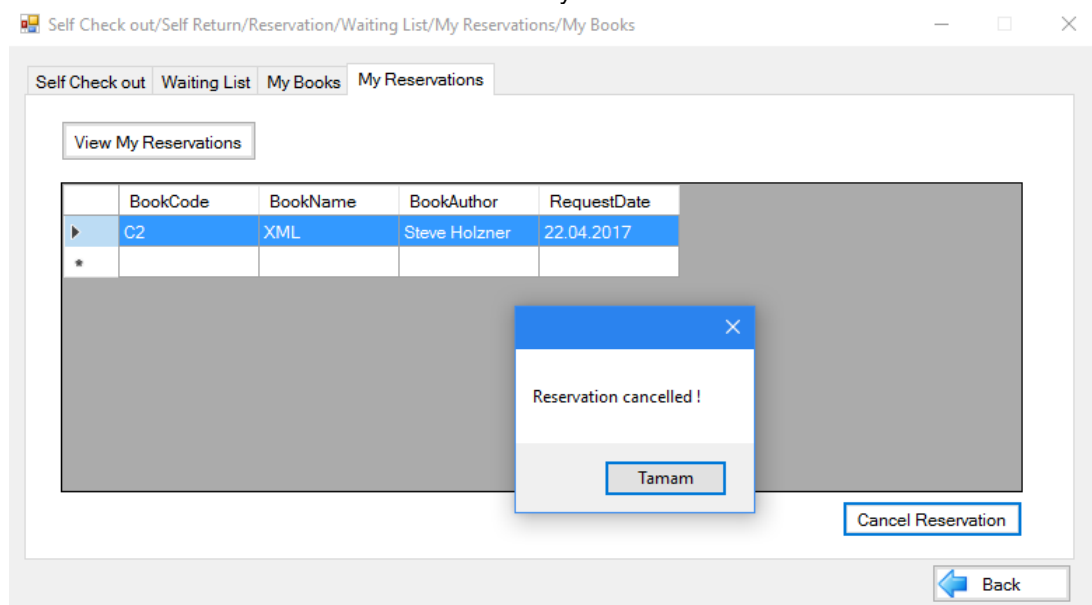 Self Check out/Self Return/Reservation/Waiting List/My Reservations/My Books
Self Check out Waiting List My Books My Reservations
View My Reservations
BookCode BookName BookAuthor RequestDate
C2 XML Steve Holzner 22.04.2017
Reservation cancelled !
Tamam
Cancel Reservation
Back